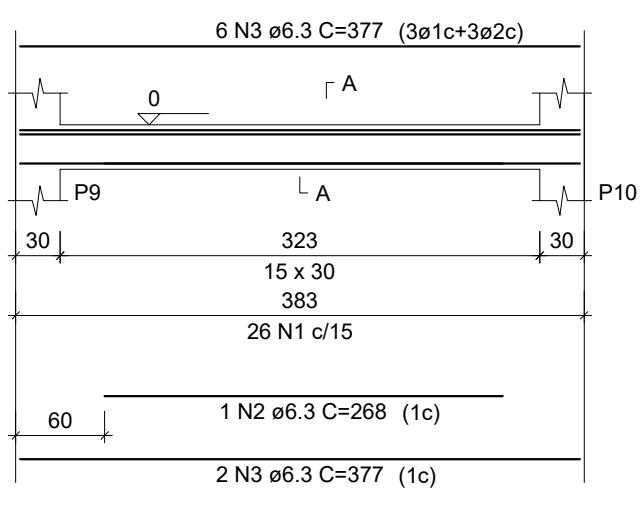 6 N3 ø6.3 C=377 (3ø1c+3ø2c)
A
0
A
P9
P10
30
323
30
15 x 30
383
26 N1 c/15
1 N2 ø6.3 C=268 (1c)
60
2 N3 ø6.3 C=377 (1c)